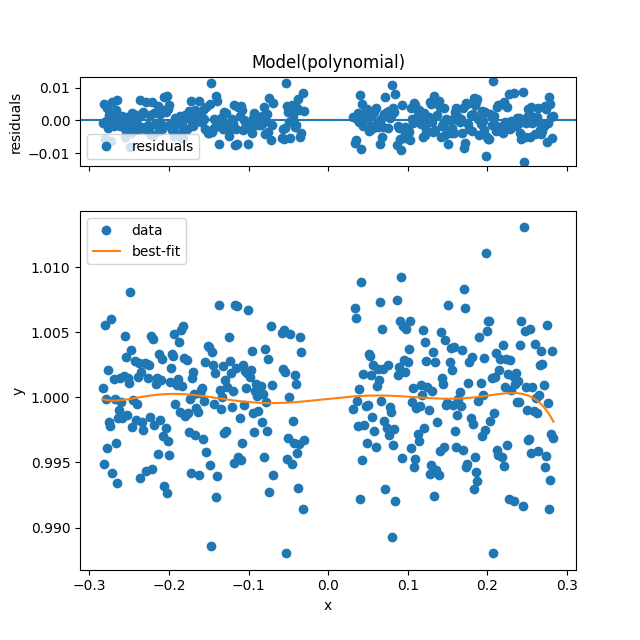 Model(polynomial)
0.01
0.00
−0.01
residuals
residuals
data
best-fit
1.010
1.005
1.000
0.995
0.990
y
−0.3
−0.2
−0.1
0.0
0.1
0.2
0.3
x